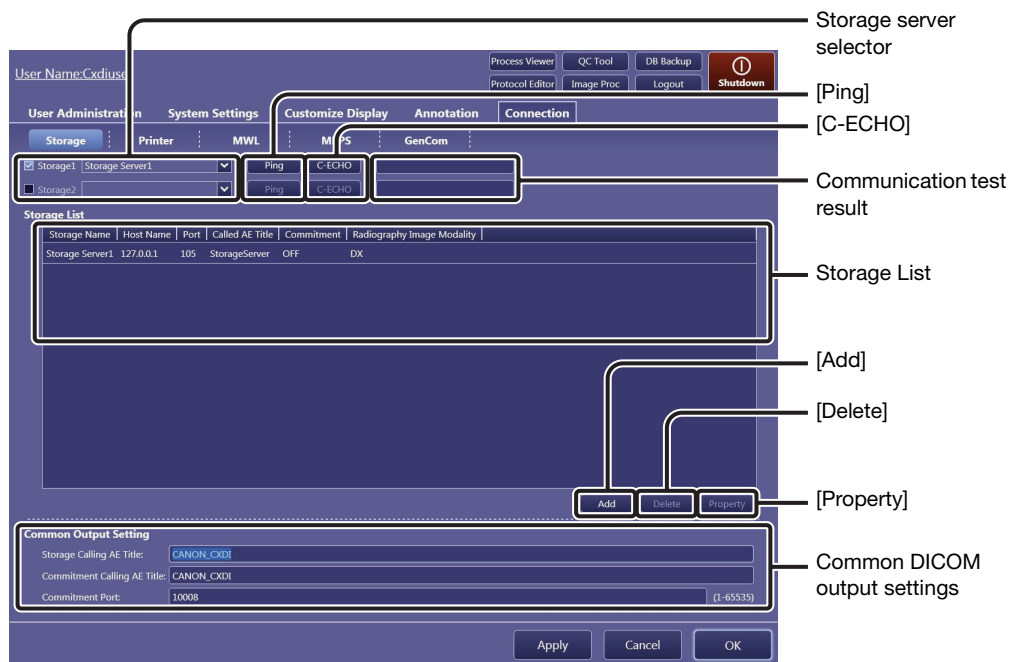 Storage server
selector
User Name:Cxdiuse
Process Viewer QC Tool DB Backup
Shutdown
Protocol Editor Image Proc Logout
[Ping]
User Administration System Settings Customize Display Annotation Connection
[C-ECHO]
Storage Printer MWL GenCom
Storage1 Storage Server1 Ping C-ECHO
Storage2 Ping C-ECHO
Communication test
result
Storage List
Storage Name Host Name Port Called AE Title Commitment Radiography Image Modality
Storage Server1 127.0.0.1 105 StorageServer OFF DX
Storage List
[Add]
[Delete]
Add Delete Property
[Property]
Common Output Setting
Storage Calling AE Title: CANON_CXDI
Commitment Calling AE Title: CANON_CXDI
Commitment Port: 10008 (1-65535)
Common DICOM
output settings
Apply Cancel OK